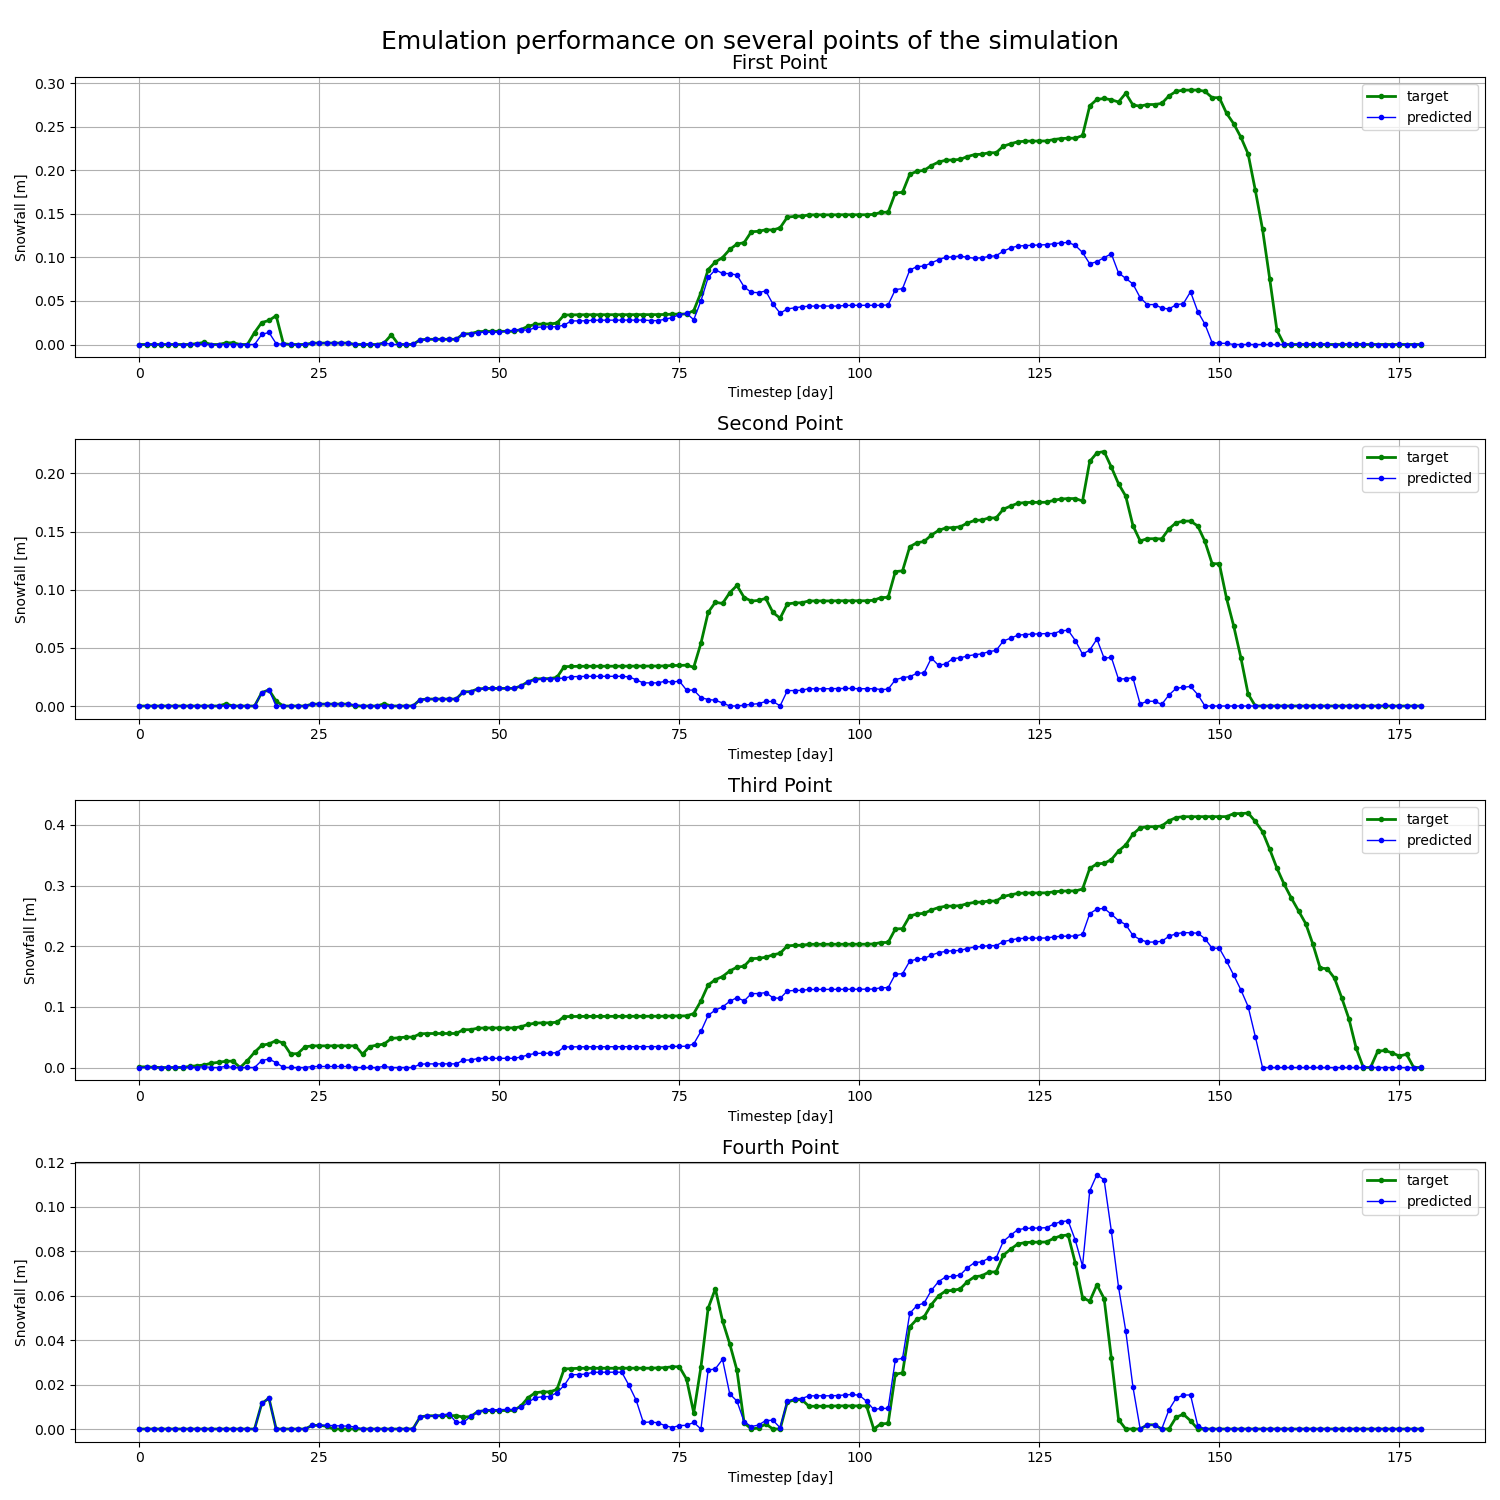 Emulation performance on several points of the simulation
First Point
0.30
0.25
0.20
0.15
0.10
0.05
0.00
Snowfall [m]
target
predicted
0 25 50 75 100 125 150 175
Timestep [day]
Second Point
0.20
0.15
0.10
0.05
0.00
Snowfall [m]
target
predicted
0 25 50 75 100 125 150 175
Timestep [day]
Third Point
0.4
0.3
0.2
0.1
0.0
Snowfall [m]
target
predicted
0 25 50 75 100 125 150 175
Timestep [day]
Fourth Point
0.12
0.10
0.08
0.06
0.04
0.02
0.00
Snowfall [m]
target
predicted
0 25 50 75 100 125 150 175
Timestep [day]